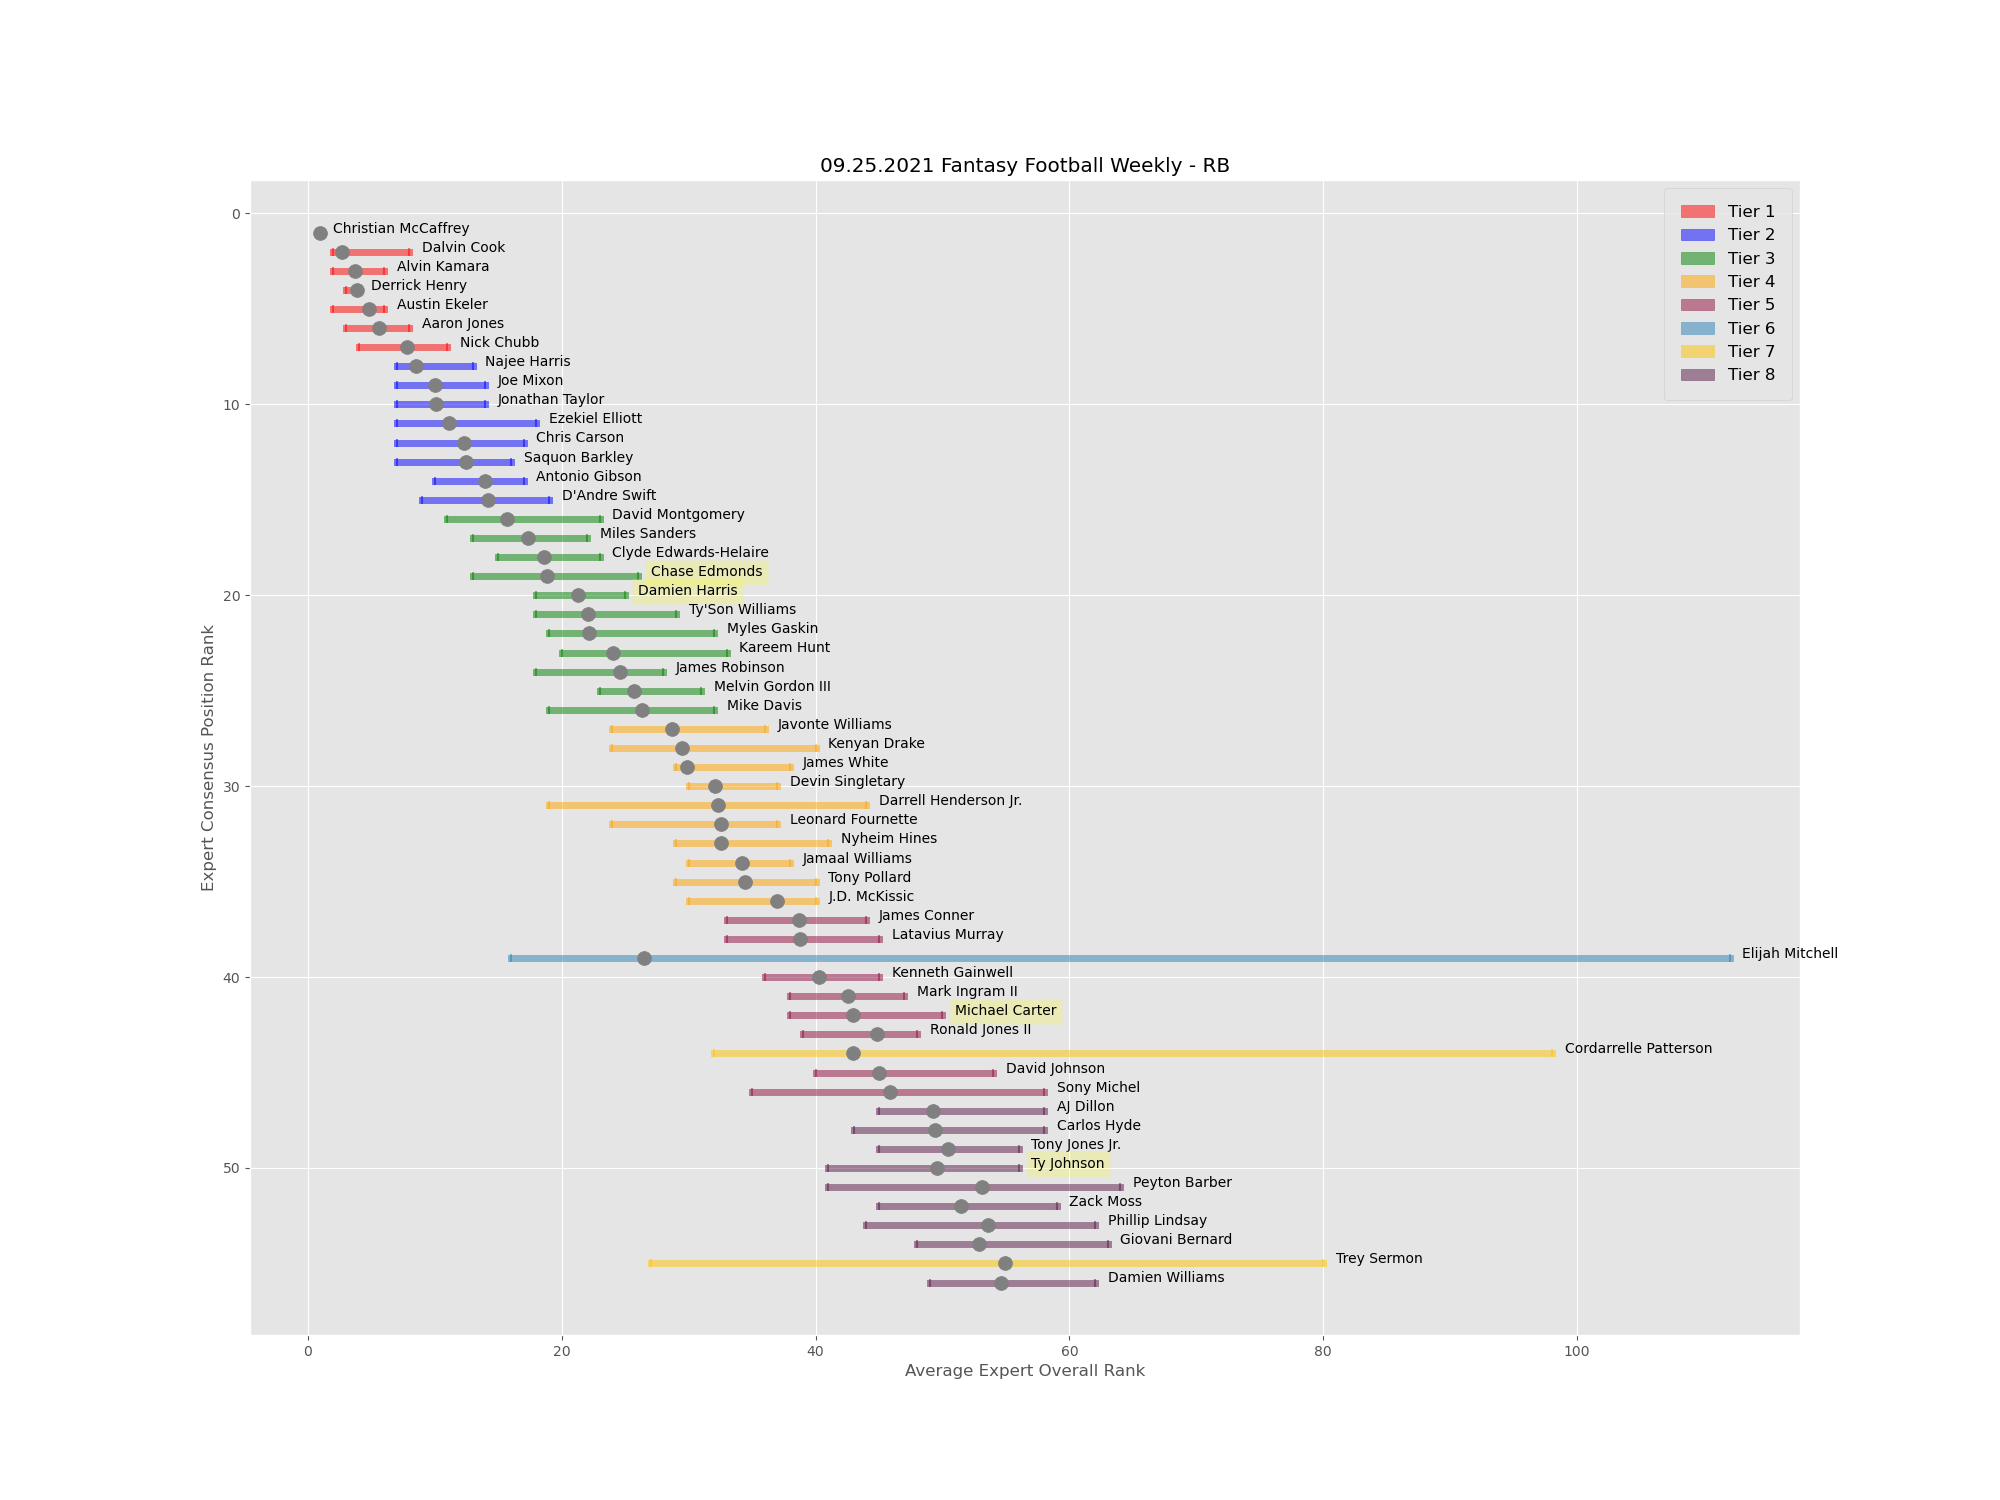 09.25.2021 Fantasy Football Weekly - RB
Tier 1
Tier 2
Tier 3
Tier 4
Tier 5
Tier 6
Tier 7
Tier 8
Expert Consensus Position Rank
0
10
20
30
40
50
Christian McCaffrey
Dalvin Cook
Alvin Kamara
Derrick Henry
Austin Ekeler
Aaron Jones
Nick Chubb
Najee Harris
Joe Mixon
Jonathan Taylor
Ezekiel Elliott
Chris Carson
Saquon Barkley
Antonio Gibson
D'Andre Swift
David Montgomery
Miles Sanders
Clyde Edwards-Helaire
Chase Edmonds
Damien Harris
Ty'Son Williams
Myles Gaskin
Kareem Hunt
James Robinson
Melvin Gordon III
Mike Davis
Javonte Williams
Kenyan Drake
James White
Devin Singletary
Darrell Henderson Jr.
Leonard Fournette
Nyheim Hines
Jamaal Williams
Tony Pollard
J.D. McKissic
James Conner
Latavius Murray
Elijah Mitchell
Kenneth Gainwell
Mark Ingram II
Michael Carter
Ronald Jones II
Cordarrelle Patterson
David Johnson
Sony Michel
AJ Dillon
Carlos Hyde
Tony Jones Jr.
Ty Johnson
Peyton Barber
Zack Moss
Phillip Lindsay
Giovani Bernard
Trey Sermon
Damien Williams
0 20 40 60 80 100
Average Expert Overall Rank